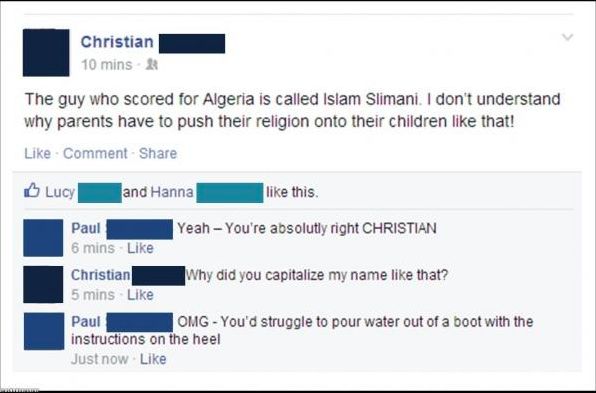 Christian
10 mins ·
The guy who scored for Algeria is called Islam Slimani. I don't understand
why parents have to push their religion onto their children like that!
Like · Comment · Share
Lucy and Hanna like this.
Paul Yeah – You're absolutly right CHRISTIAN
6 mins · Like
Christian Why did you capitalize my name like that?
5 mins · Like
Paul OMG - You'd struggle to pour water out of a boot with the
instructions on the heel
Just now · Like